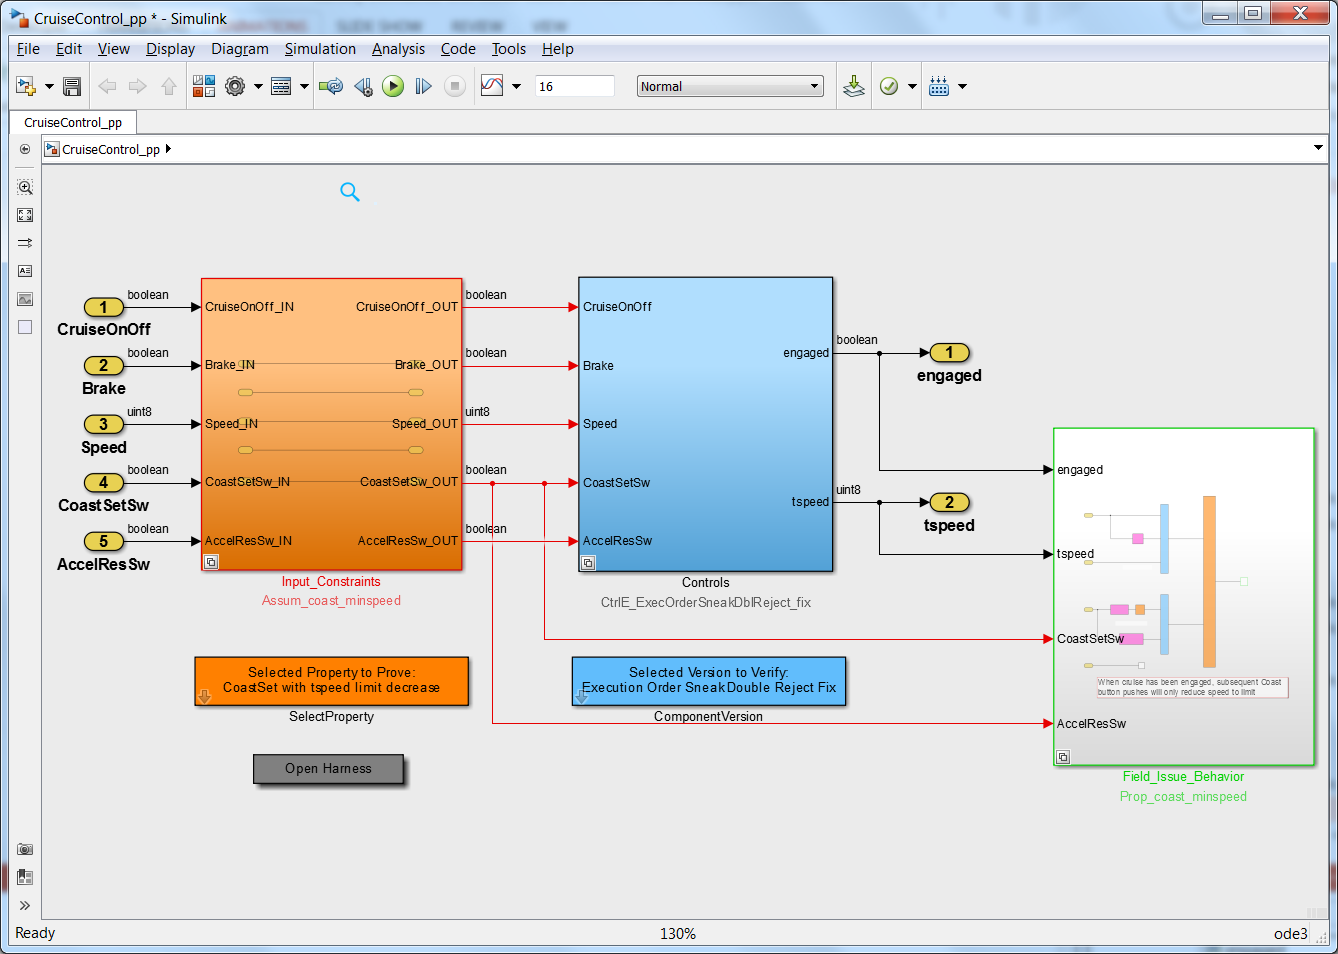 CruiseControl_pp * - Simulink
File Edit View Display Diagram Simulation Analysis Code Tools Help
16 Normal
CruiseControl_pp
CruiseControl_pp
boolean
1
CruiseOnOff
boolean
2
Brake
uint8
3
Speed
boolean
4
CoastSetSw
boolean
5
AccelResSw
CruiseOnOff_IN CruiseOnOff_OUT
Brake_IN Brake_OUT
Speed_IN Speed_OUT
CoastSetSw_IN CoastSetSw_OUT
AccelResSw_IN AccelResSw_OUT
Input_Constraints
Assum_coast_minspeed
boolean
boolean
uint8
boolean
boolean
CruiseOnOff
Brake
Speed
CoastSetSw
AccelResSw
engaged
tspeed
Controls
CtrlE_ExecOrderSneakDblReject_fix
boolean
1
engaged
uint8
2
tspeed
engaged
tspeed
CoastSetSw
When cruise has been engaged, subsequent Coast
button pushes will only reduce speed to limit
AccelResSw
Field_Issue_Behavior
Prop_coast_minspeed
Selected Property to Prove:
CoastSet with tspeed limit decrease
SelectProperty
Selected Version to Verify:
Execution Order SneakDouble Reject Fix
ComponentVersion
Open Harness
Ready 130% ode3